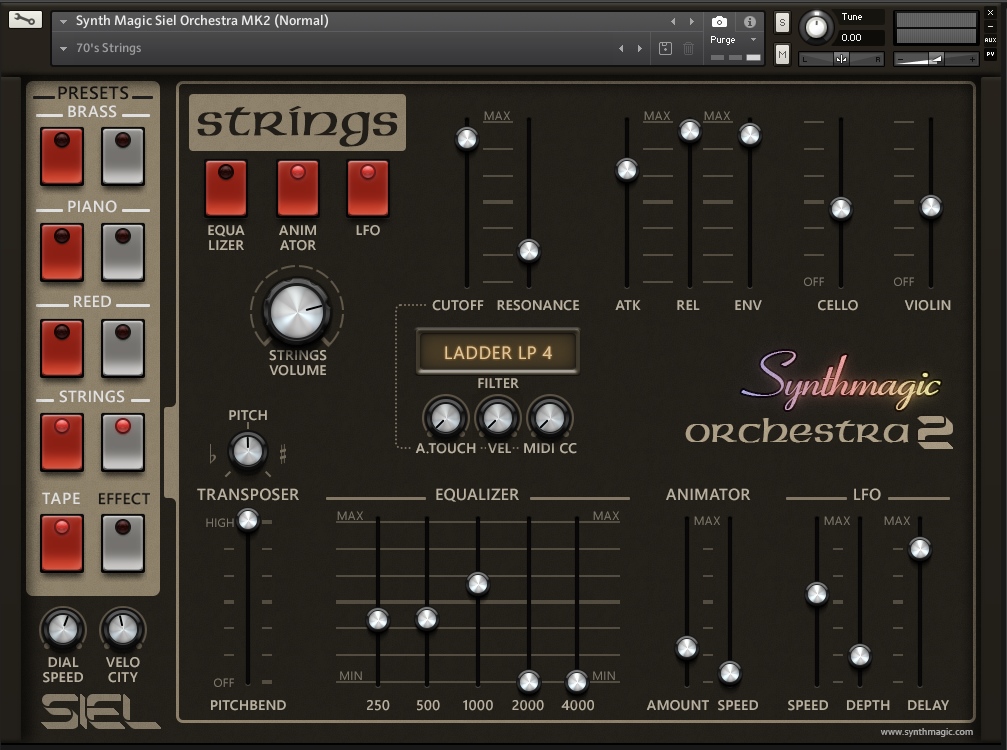 Synth Magic Siel Orchestra MK2 (Normal)
70's Strings
Purge
S
M
Tune
0.00
L R
- +
AUX
PV
PRESETS
BRASS
PIANO
REED
STRINGS
TAPE EFFECT
DIAL SPEED
VELO CITY
SIEL
strings
EQUA LIZER
ANIM ATOR
LFO
STRINGS VOLUME
MAX
CUTOFF RESONANCE
MAX MAX
ATK REL ENV
OFF OFF
CELLO VIOLIN
LADDER LP 4
FILTER
A.TOUCH VEL MIDI CC
Synthmagic
orchestra 2
PITCH
♭ ♯
TRANSPOSER
HIGH
OFF
PITCHBEND
EQUALIZER
MAX MAX
MIN MIN
250 500 1000 2000 4000
ANIMATOR
MAX
AMOUNT SPEED
LFO
MAX MAX
SPEED DEPTH DELAY
www.synthmagic.com